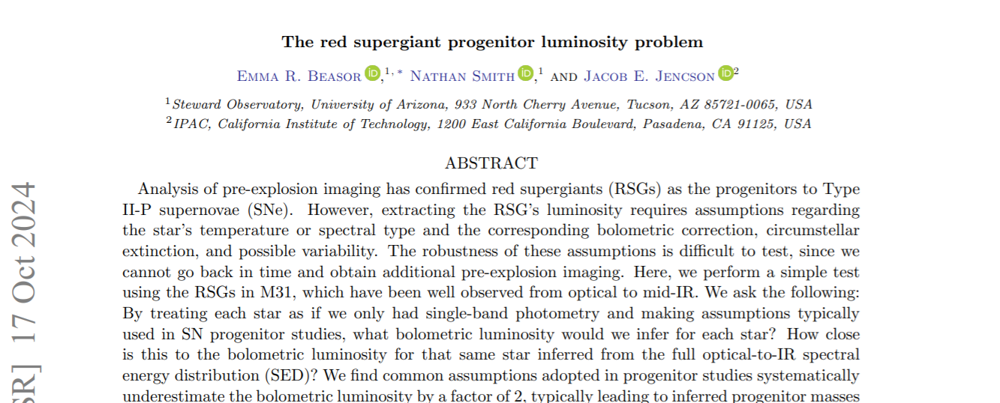 The red supergiant progenitor luminosity problem
Emma R. Beasor iD,1,* Nathan Smith iD,1 and Jacob E. Jencson iD2
1Steward Observatory, University of Arizona, 933 North Cherry Avenue, Tucson, AZ 85721-0065, USA
2IPAC, California Institute of Technology, 1200 East California Boulevard, Pasadena, CA 91125, USA
ABSTRACT
Analysis of pre-explosion imaging has confirmed red supergiants (RSGs) as the progenitors to Type
II-P supernovae (SNe). However, extracting the RSG's luminosity requires assumptions regarding
the star's temperature or spectral type and the corresponding bolometric correction, circumstellar
extinction, and possible variability. The robustness of these assumptions is difficult to test, since we
cannot go back in time and obtain additional pre-explosion imaging. Here, we perform a simple test
using the RSGs in M31, which have been well observed from optical to mid-IR. We ask the following:
By treating each star as if we only had single-band photometry and making assumptions typically
used in SN progenitor studies, what bolometric luminosity would we infer for each star? How close
is this to the bolometric luminosity for that same star inferred from the full optical-to-IR spectral
energy distribution (SED)? We find common assumptions adopted in progenitor studies systematically
underestimate the bolometric luminosity by a factor of 2, typically leading to inferred progenitor masses
SR] 17 Oct 2024